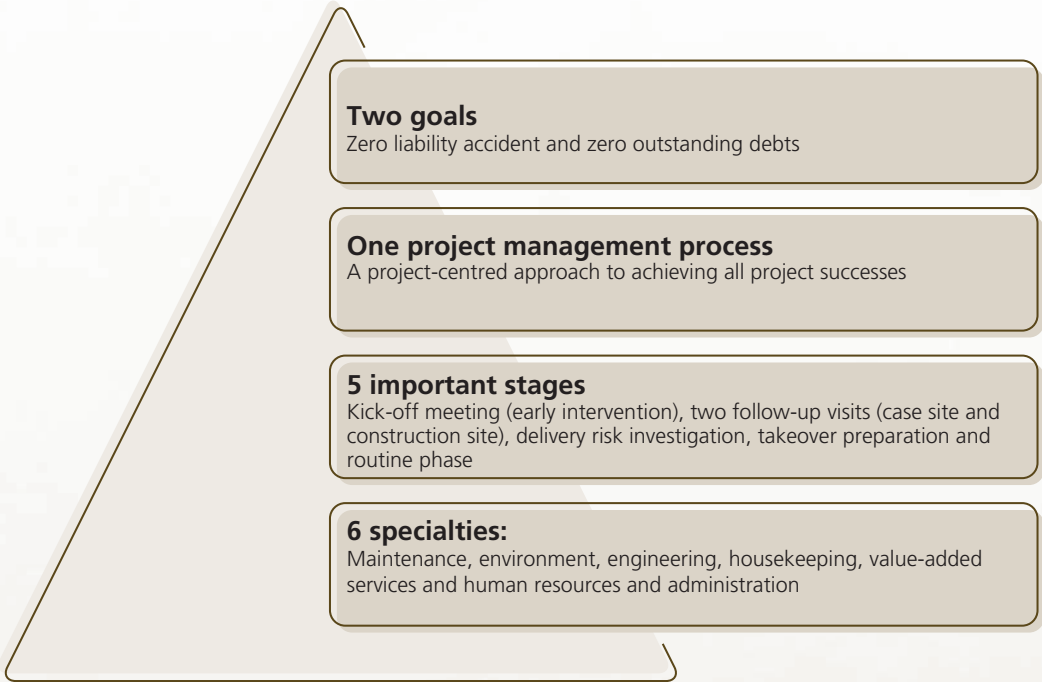 Two goals
Zero liability accident and zero outstanding debts
One project management process
A project-centred approach to achieving all project successes
5 important stages
Kick-off meeting (early intervention), two follow-up visits (case site and
construction site), delivery risk investigation, takeover preparation and
routine phase
6 specialties:
Maintenance, environment, engineering, housekeeping, value-added
services and human resources and administration